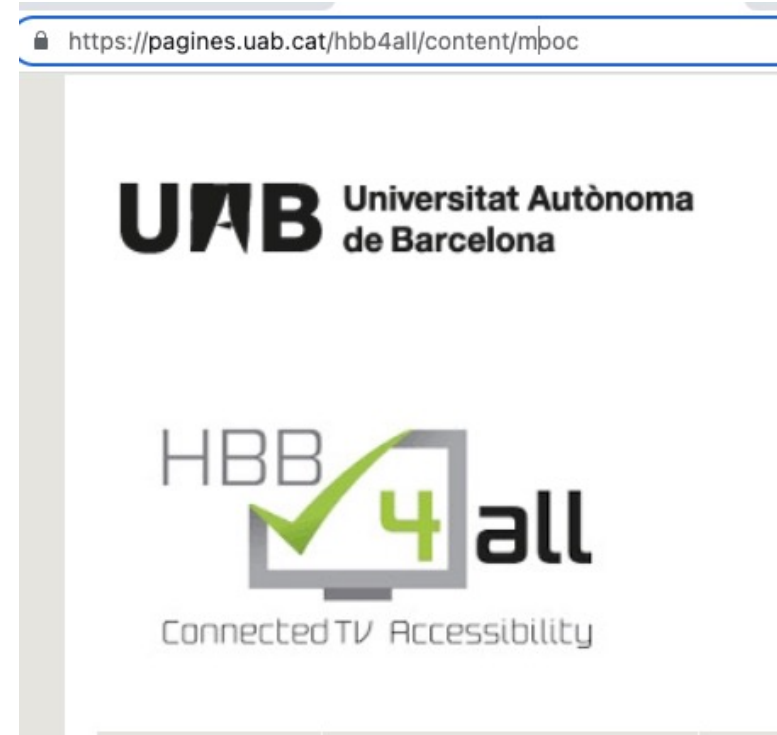 https://pagines.uab.cat/hbb4all/content/mooc
UAB Universitat Autònoma
de Barcelona
HBB
4all
Connected TV Accessibility